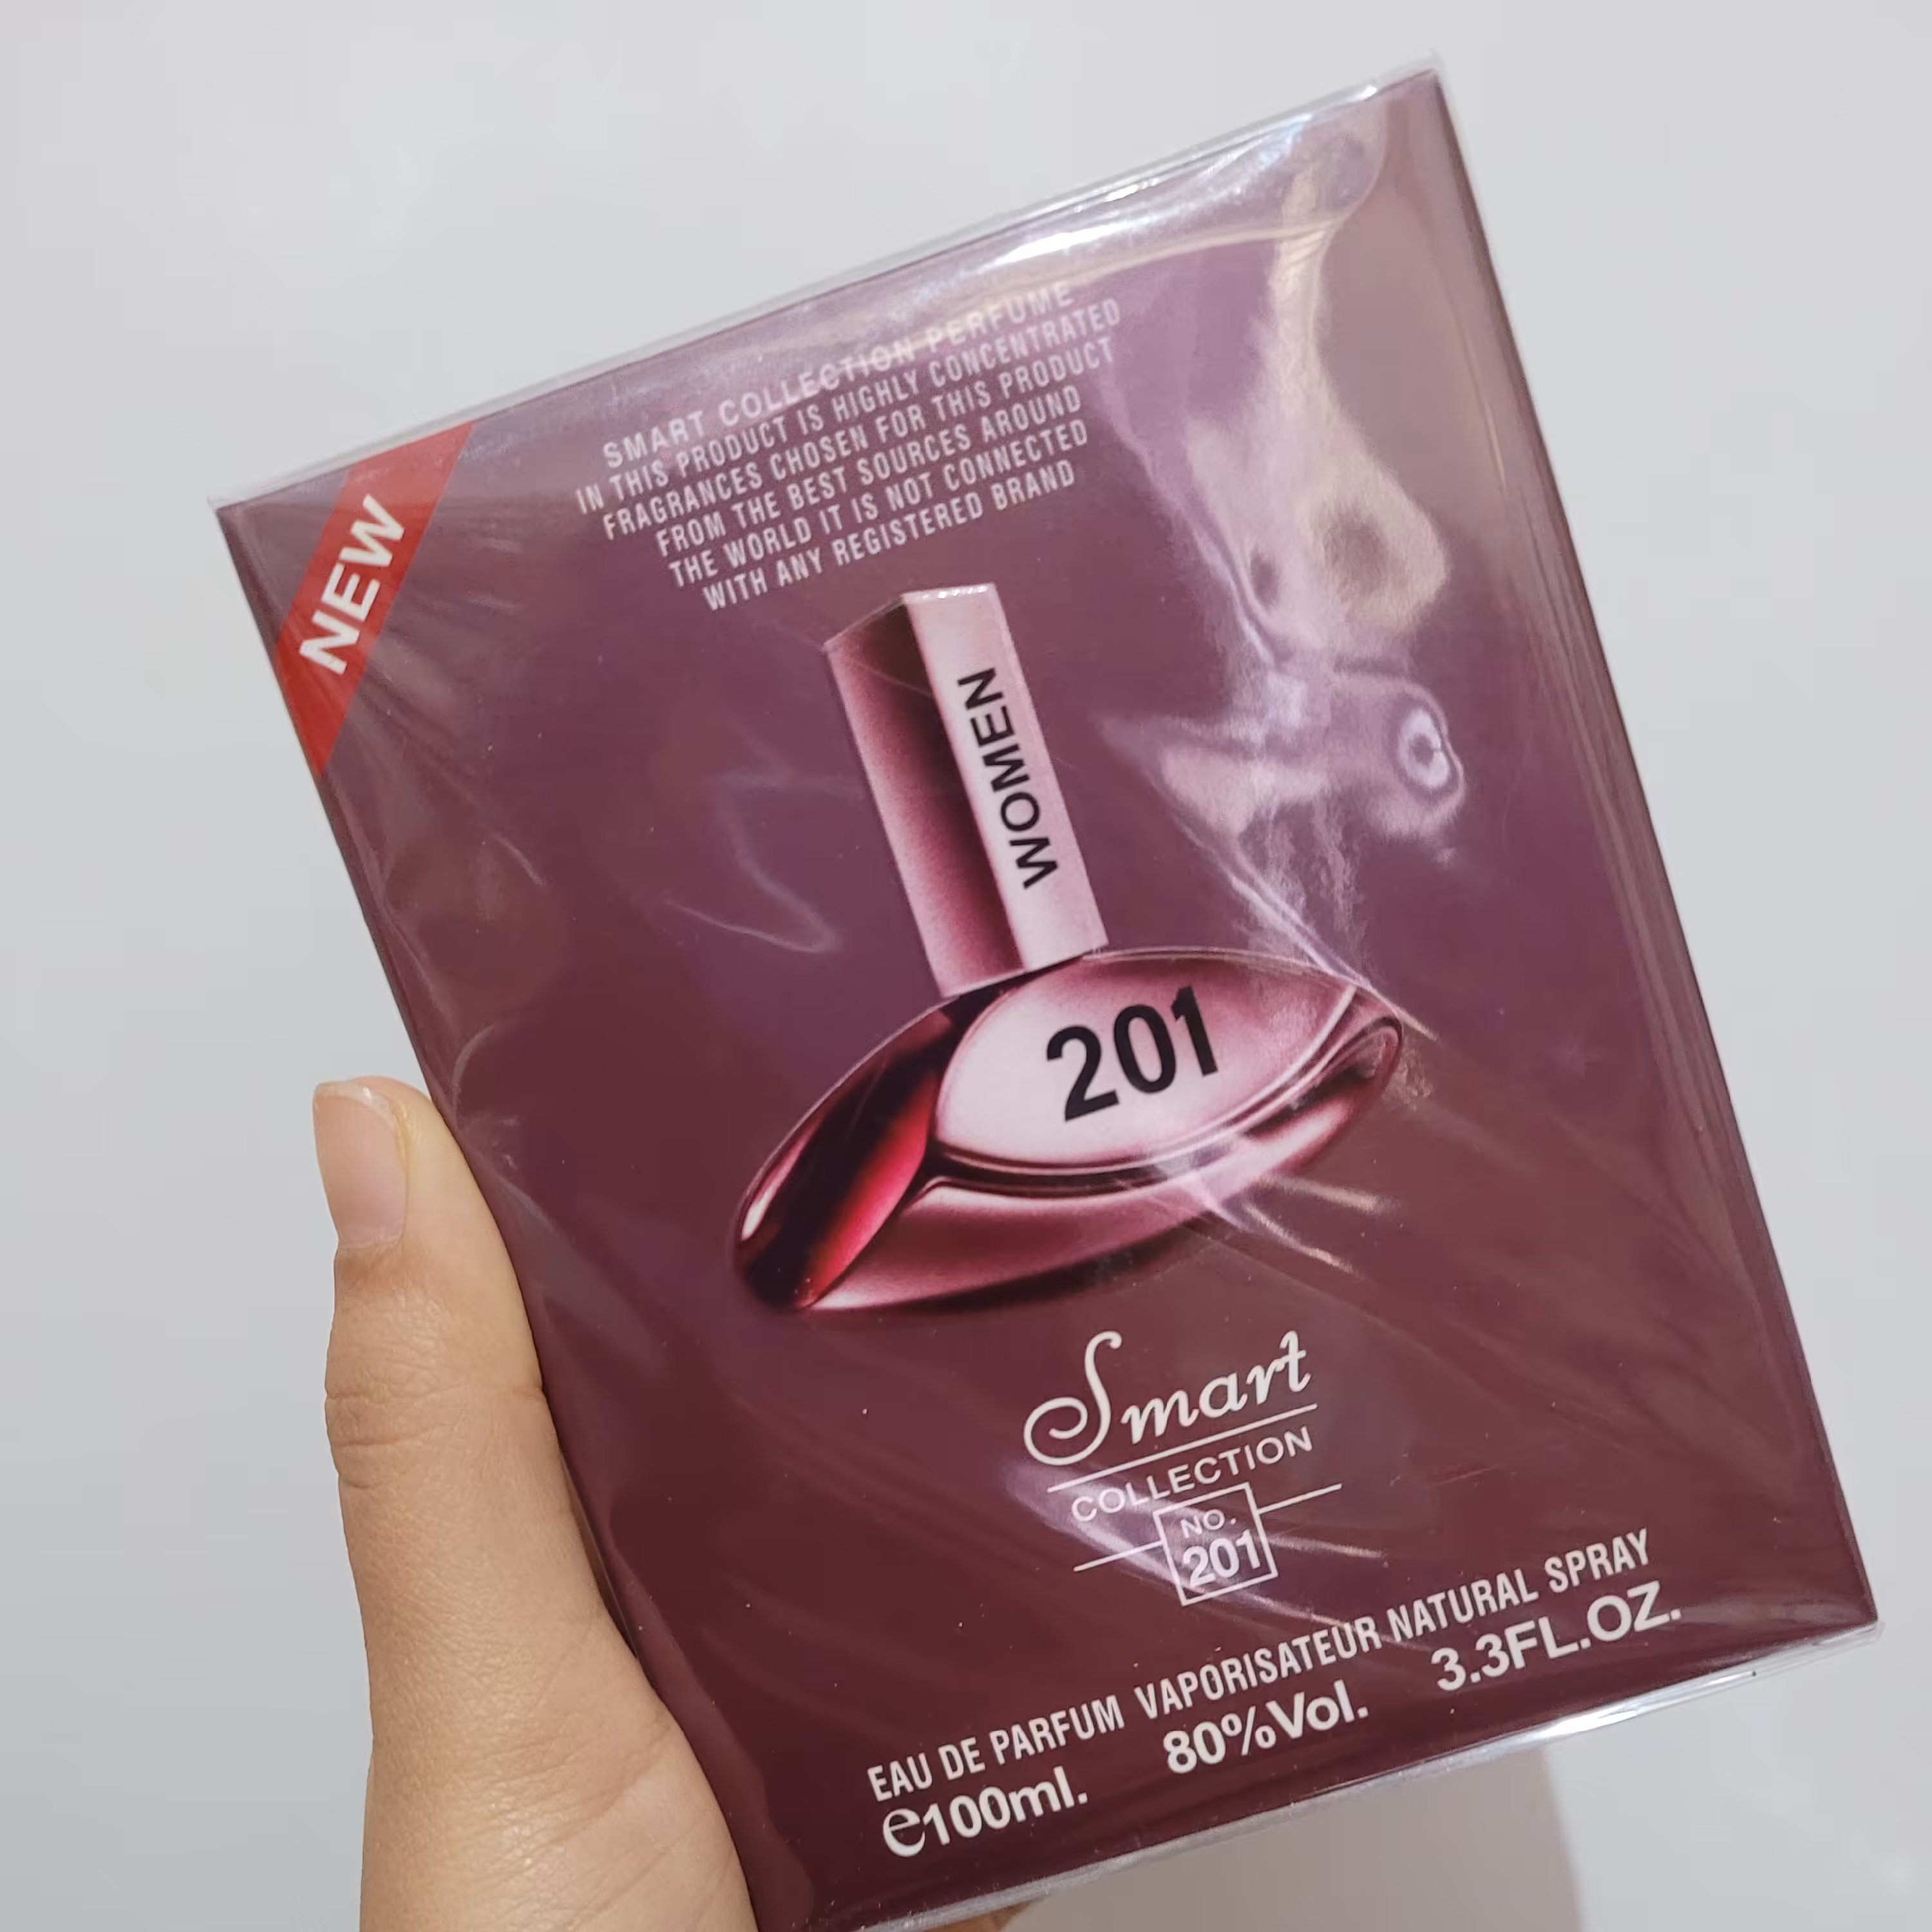 NEW
SMART COLLECTION PERFUME
IN THIS PRODUCT IS HIGHLY CONCENTRATED
FRAGRANCES CHOSEN FOR THIS PRODUCT
FROM THE BEST SOURCES AROUND
THE WORLD IT IS NOT CONNECTED
WITH ANY REGISTERED BRAND
WOMEN
201
Smart
COLLECTION
NO.
201
EAU DE PARFUM VAPORISATEUR NATURAL SPRAY
e100ml. 80%Vol. 3.3FL.OZ.